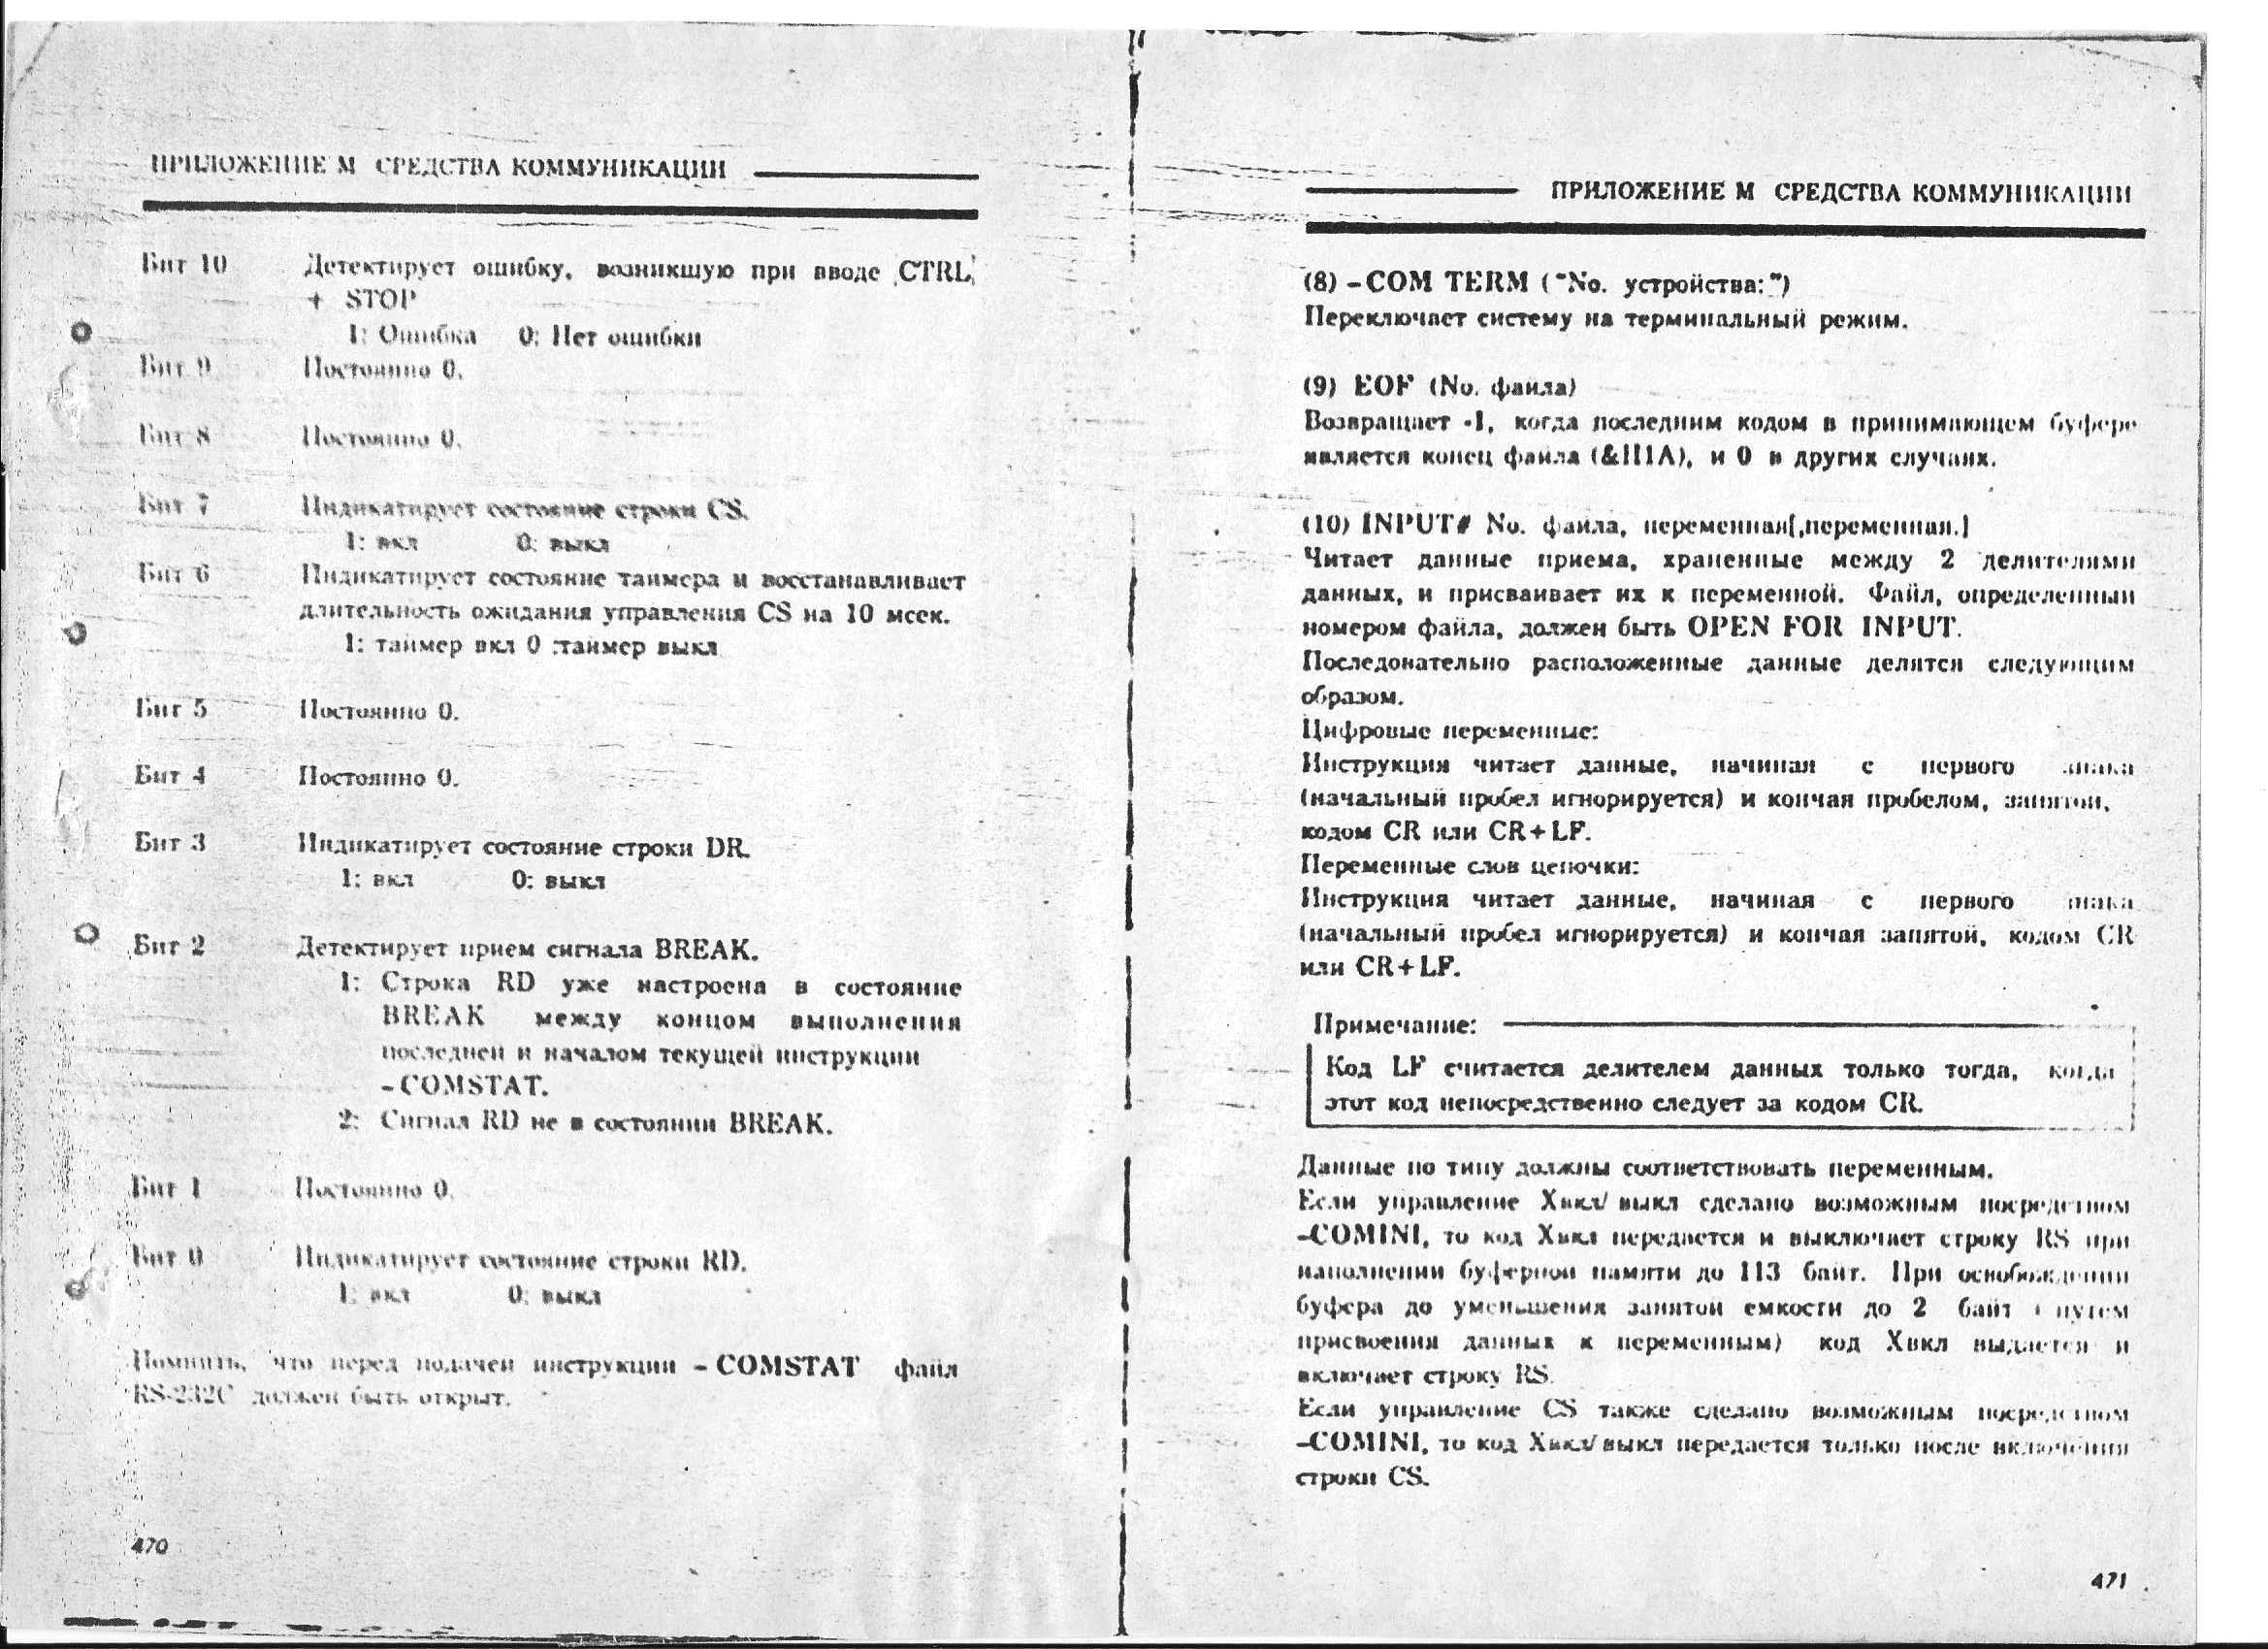 ПРИЛОЖЕНИЕ М СРЕДСТВА КОММУНИКАЦИИ
Бит 10 Детектирует ошибку, возникшую при вводе CTRL
+ STOP
1: Ошибка 0: Нет ошибки
Бит 9 Постоянно 0.
Бит 8 Постоянно 0.
Бит 7 Индикатирует состояние строки CS.
1: вкл 0: выкл
Бит 6 Индикатирует состояние таймера и восстанавливает
длительность ожидания управления CS на 10 мсек.
1: таймер вкл 0 :таймер выкл
Бит 5 Постоянно 0.
Бит 4 Постоянно 0.
Бит 3 Индикатирует состояние строки DR.
1: вкл 0: выкл
Бит 2 Детектирует прием сигнала BREAK.
1: Строка RD уже настроена в состояние
BREAK между концом выполнения
последней и началом текущей инструкции
-COMSTAT.
2: Сигнал RD не в состоянии BREAK.
Бит 1 Постоянно 0.
Бит 0 Индикатирует состояние строки RD.
1: вкл 0: выкл
Помнить, что перед подачей инструкции -COMSTAT файл
RS-232C должен быть открыт.
470
ПРИЛОЖЕНИЕ М СРЕДСТВА КОММУНИКАЦИИ
(8) -COM TERM ("No. устройства:")
Переключает систему на терминальный режим.
(9) EOF (No. файла)
Возвращает -1, когда последним кодом в принимающем буфере
является конец файла (&H1A), и 0 в других случаях.
(10) INPUT# No. файла, переменная[,переменная.]
Читает данные приема, храненные между 2 делителями
данных, и присваивает их к переменной. Файл, определенный
номером файла, должен быть OPEN FOR INPUT.
Последовательно расположенные данные делятся следующим
образом.
Цифровые переменные:
Инструкция читает данные, начиная с первого знака
(начальный пробел игнорируется) и кончая пробелом, запятой,
кодом CR или CR+LF.
Переменные слов цепочки:
Инструкция читает данные, начиная с первого знака
(начальный пробел игнорируется) и кончая запятой, кодом CR
или CR+LF.
Примечание:
Код LF считается делителем данных только тогда, когда
этот код непосредственно следует за кодом CR.
Данные по типу должны соответствовать переменным.
Если управление Хвкл/выкл сделано возможным посредством
-COMINI, то код Хвкл передается и выключает строку RS при
наполнении буферной памяти до 113 байт. При освобождении
буфера до уменьшения занятой емкости до 2 байт (путем
присвоения данных к переменным) код Хвкл выдается и
включает строку RS.
Если управление CS также сделано возможным посредством
-COMINI, то код Хвкл/выкл передается только после включения
строки CS.
471